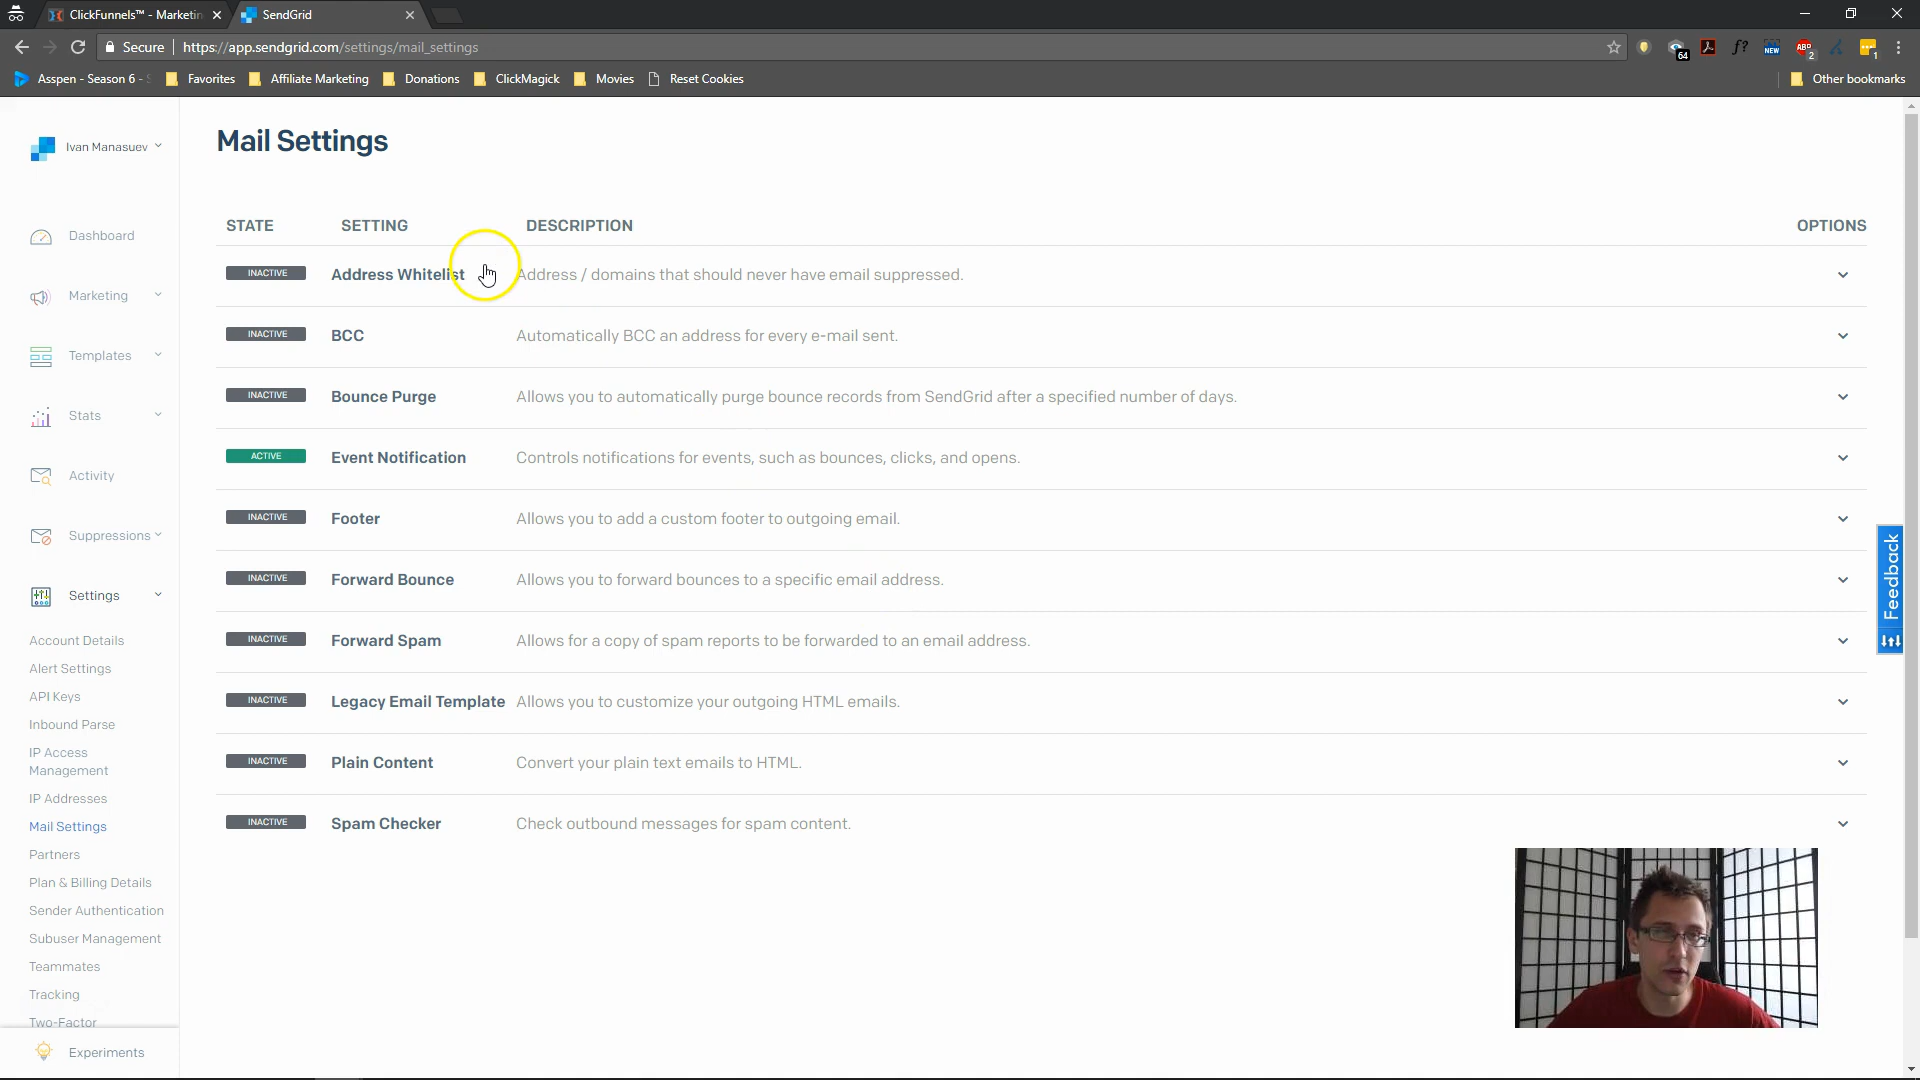 ClickFunnels™ - Marketin
SendGrid
Secure
https://app.sendgrid.com/settings/mail_settings
64
f?
NEW
ABP
2
1
Asspen - Season 6 - S
Favorites
Affiliate Marketing
Donations
ClickMagick
Movies
Reset Cookies
Other bookmarks
Ivan Manasuev
Dashboard
Marketing
Templates
Stats
Activity
Suppressions
Settings
Account Details
Alert Settings
API Keys
Inbound Parse
IP Access
Management
IP Addresses
Mail Settings
Partners
Plan & Billing Details
Sender Authentication
Subuser Management
Teammates
Tracking
Two-Factor
Experiments
Mail Settings
STATE SETTING DESCRIPTION OPTIONS
INACTIVE Address Whitelist Address / domains that should never have email suppressed.
INACTIVE BCC Automatically BCC an address for every e-mail sent.
INACTIVE Bounce Purge Allows you to automatically purge bounce records from SendGrid after a specified number of days.
ACTIVE Event Notification Controls notifications for events, such as bounces, clicks, and opens.
INACTIVE Footer Allows you to add a custom footer to outgoing email.
INACTIVE Forward Bounce Allows you to forward bounces to a specific email address.
INACTIVE Forward Spam Allows for a copy of spam reports to be forwarded to an email address.
INACTIVE Legacy Email Template Allows you to customize your outgoing HTML emails.
INACTIVE Plain Content Convert your plain text emails to HTML.
INACTIVE Spam Checker Check outbound messages for spam content.
Feedback